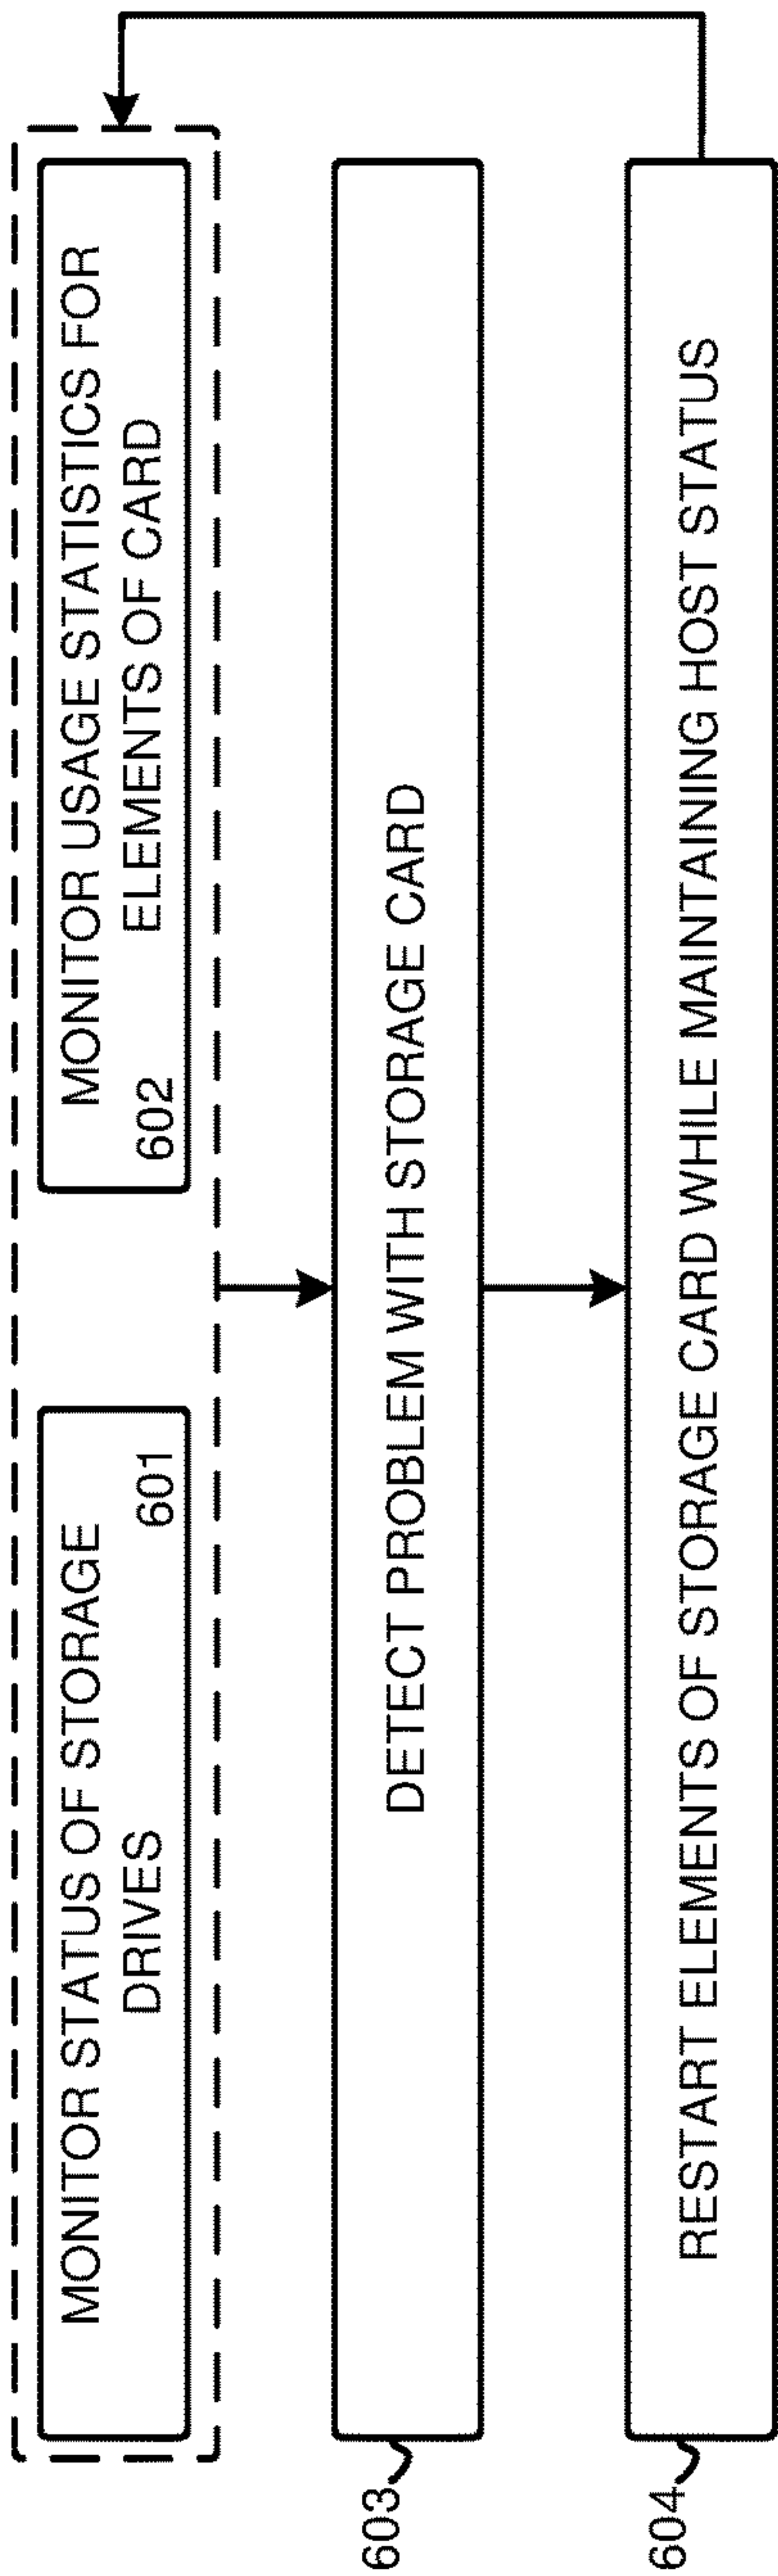 MONITOR STATUS OF STORAGE
DRIVES
601
MONITOR USAGE STATISTICS FOR
602
ELEMENTS OF CARD
603
DETECT PROBLEM WITH STORAGE CARD
604
RESTART ELEMENTS OF STORAGE CARD WHILE MAINTAINING HOST STATUS